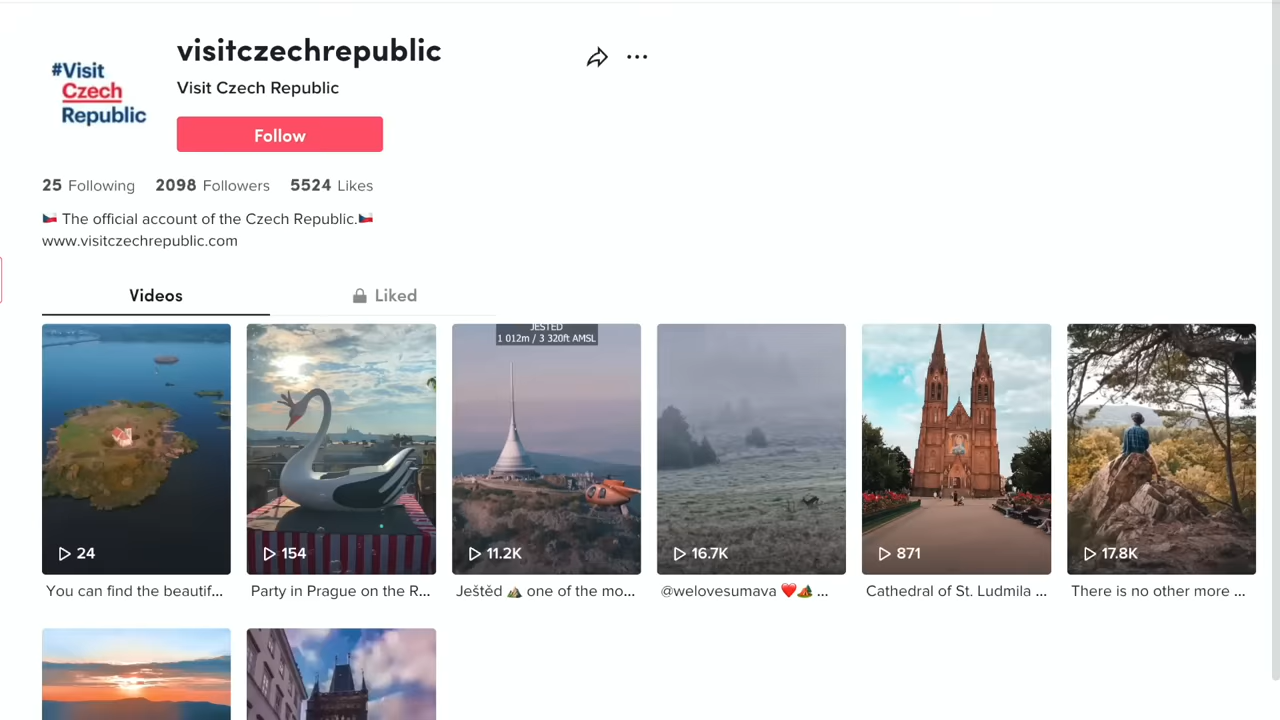 #Visit
Czech
Republic
visitczechrepublic
Visit Czech Republic
Follow
25 Following 2098 Followers 5524 Likes
🇨🇿 The official account of the Czech Republic.🇨🇿
www.visitczechrepublic.com
Videos Liked
JESTED
1 012m / 3 320ft AMSL
24 154 11.2K 16.7K 871 17.8K
You can find the beautif... Party in Prague on the R... Ještěd ⛰️ one of the mo... @welovesumava ❤️🏕️ ... Cathedral of St. Ludmila ... There is no other more ...